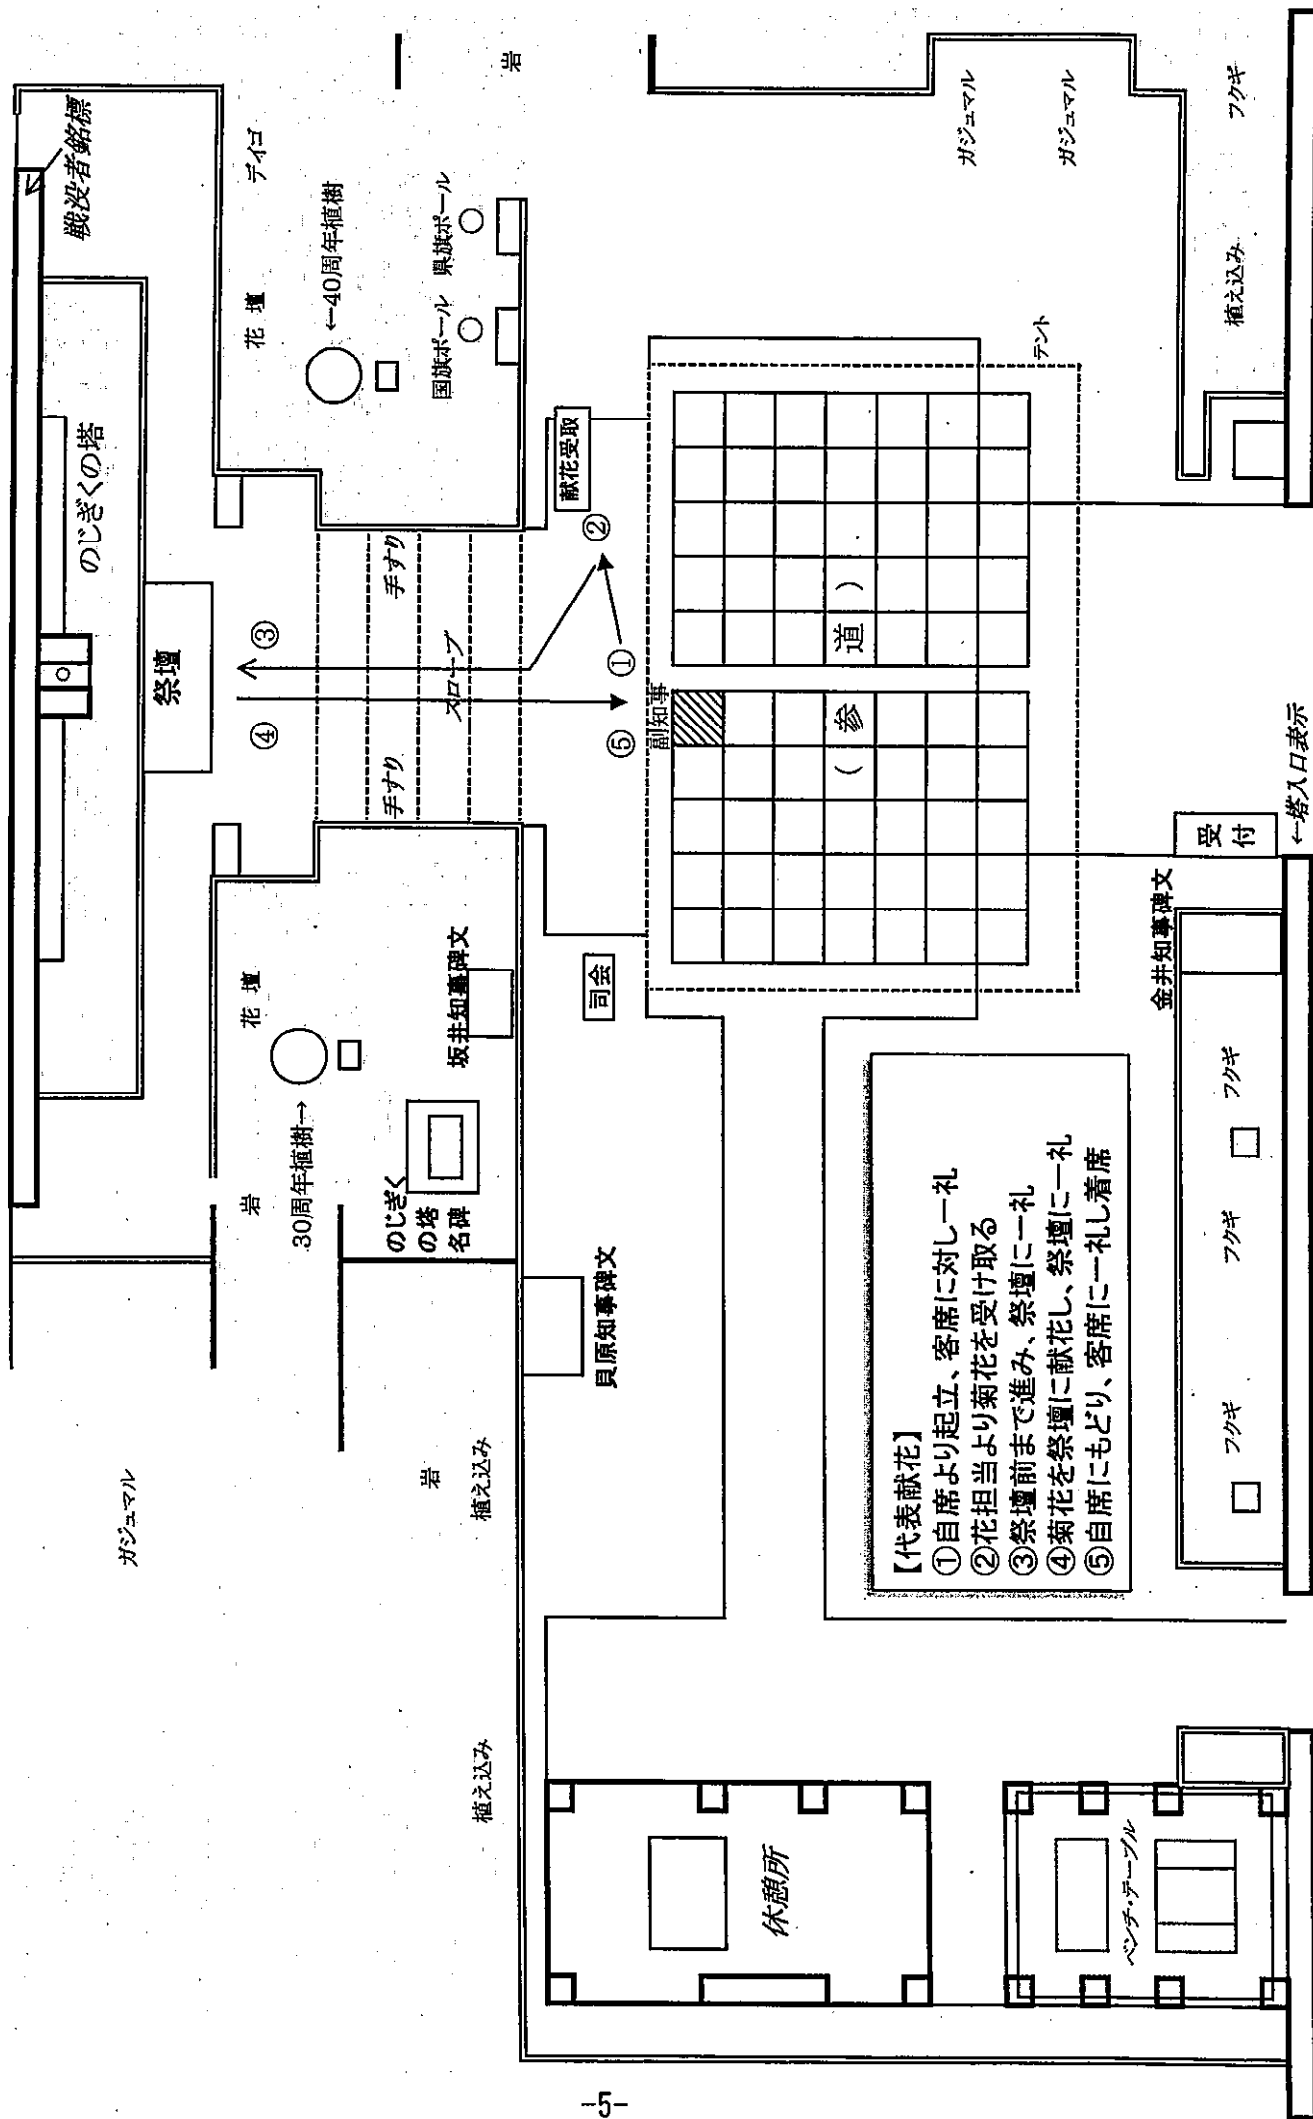 戦没者銘標
のじぎくの塔
祭壇
デイゴ
花壇
←40周年植樹
国旗ポール
県旗ポール
岩
献花受取
手すり
手すり
スロープ
①
②
③
④
⑤
副知事
(参
道)
テント
ガジュマル
ガジュマル
フクギ
植え込み
花壇
岩
30周年植樹→
のじぎく
の塔
名碑
坂井知事碑文
司会
貝原知事碑文
ガジュマル
岩
植え込み
植え込み
受付
←塔入口表示
金井知事碑文
フクギ
フクギ
フクギ
【代表献花】
①自席より起立、客席に対し一礼
②花担当より菊花を受け取る
③祭壇前まで進み、祭壇に一礼
④菊花を祭壇に献花し、祭壇に一礼
⑤自席にもどり、客席に一礼し着席
休憩所
ベンチ・テーブル
-5-